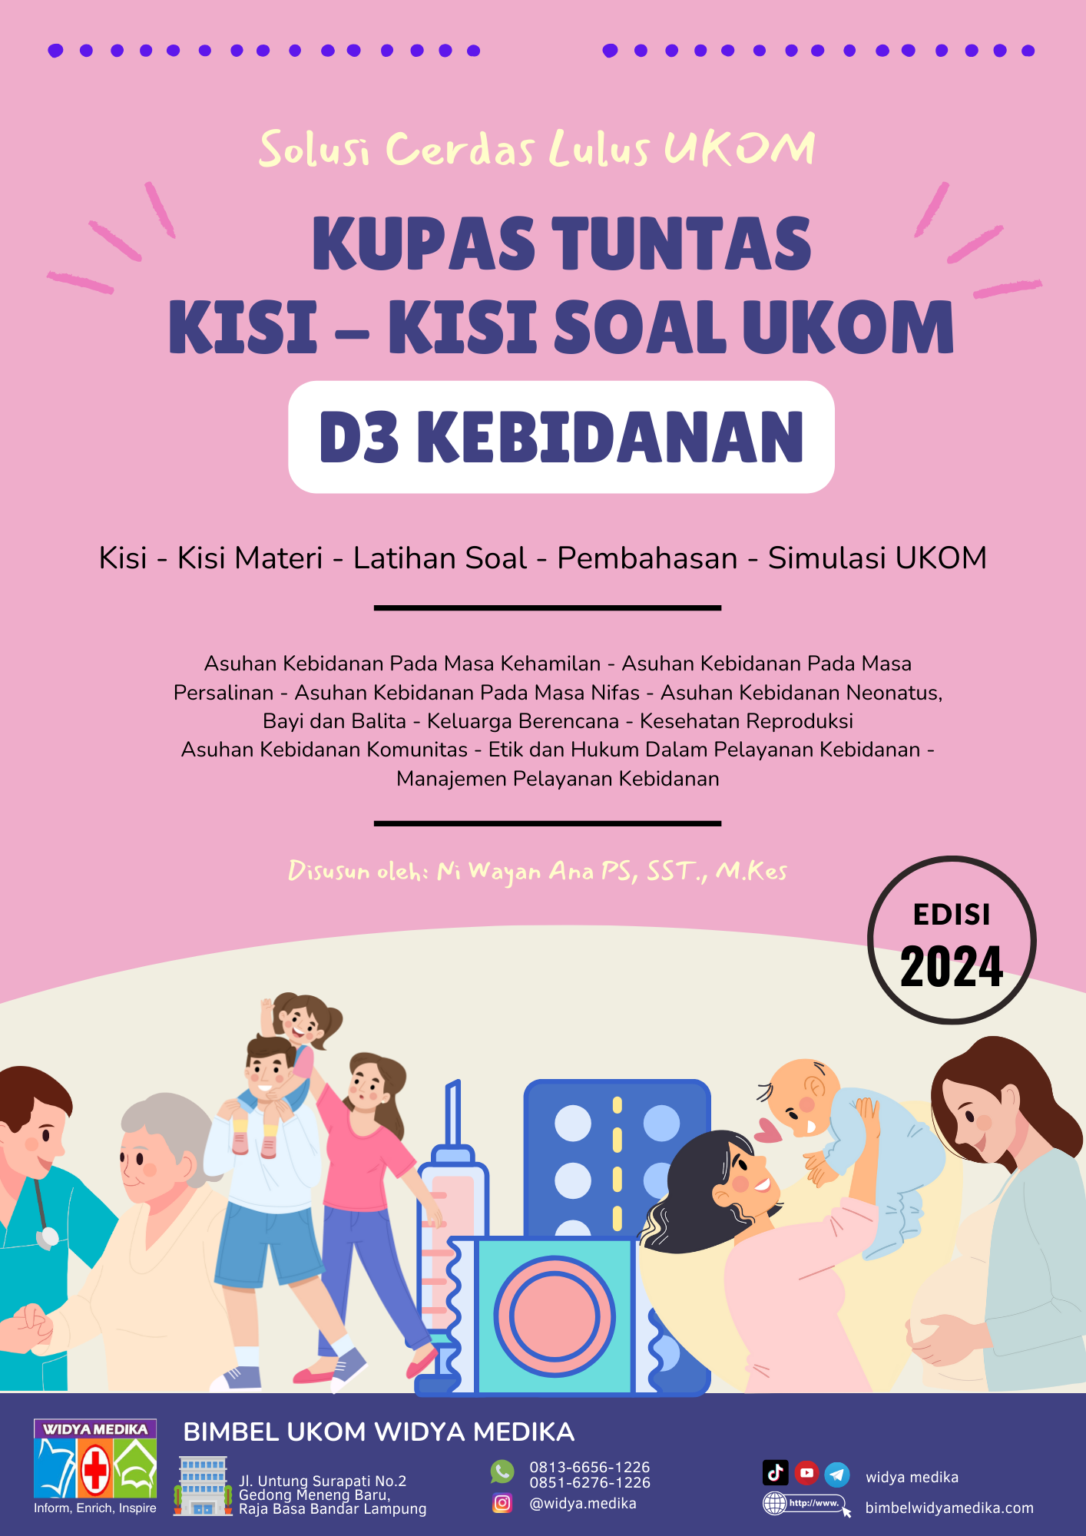 Solusi Cerdas Lulus UKOM
KUPAS TUNTAS
KISI - KISI SOAL UKOM
D3 KEBIDANAN
Kisi - Kisi Materi - Latihan Soal - Pembahasan - Simulasi UKOM
Asuhan Kebidanan Pada Masa Kehamilan - Asuhan Kebidanan Pada Masa
Persalinan - Asuhan Kebidanan Pada Masa Nifas - Asuhan Kebidanan Neonatus,
Bayi dan Balita - Keluarga Berencana - Kesehatan Reproduksi
Asuhan Kebidanan Komunitas - Etik dan Hukum Dalam Pelayanan Kebidanan -
Manajemen Pelayanan Kebidanan
Disusun oleh: Ni Wayan Ana PS, SST., M.Kes
EDISI
2024
WIDYA MEDIKA
Inform, Enrich, Inspire
BIMBEL UKOM WIDYA MEDIKA
Jl. Untung Surapati No.2
Gedong Meneng Baru,
Raja Basa Bandar Lampung
0813-6656-1226
0851-6276-1226
@widya.medika
widya medika
http://www.
bimbelwidyamedika.com